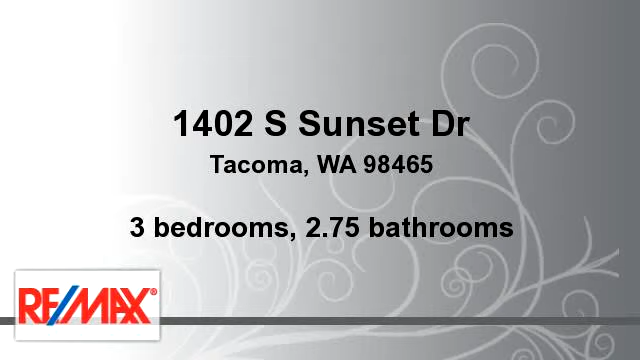 1402 S Sunset Dr
Tacoma, WA 98465
3 bedrooms, 2.75 bathrooms
RE/MAX®